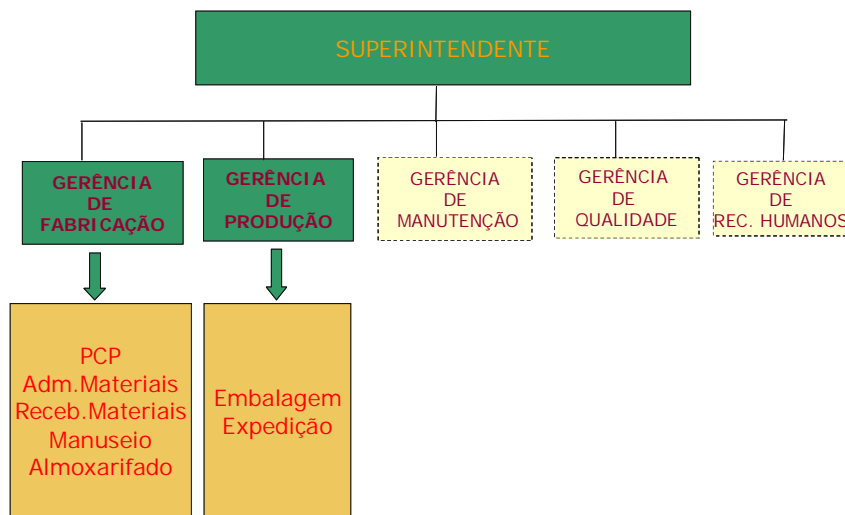 SUPERINTENDENTE
GERÊNCIA
DE
FABRICAÇÃO
GERÊNCIA
DE
PRODUÇÃO
GERÊNCIA
DE
MANUTENÇÃO
GERÊNCIA
DE
QUALIDADE
GERÊNCIA
DE
REC. HUMANOS
PCP
Adm.Materiais
Receb.Materiais
Manuseio
Almoxarifado
Embalagem
Expedição